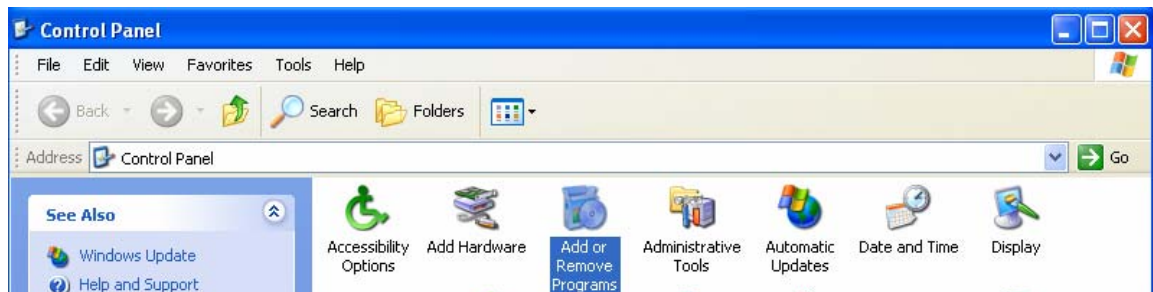 Control Panel
File Edit View Favorites Tools Help
Back Search Folders
Address Control Panel Go
See Also
Windows Update
Help and Support
Accessibility Options
Add Hardware
Add or Remove Programs
Administrative Tools
Automatic Updates
Date and Time
Display